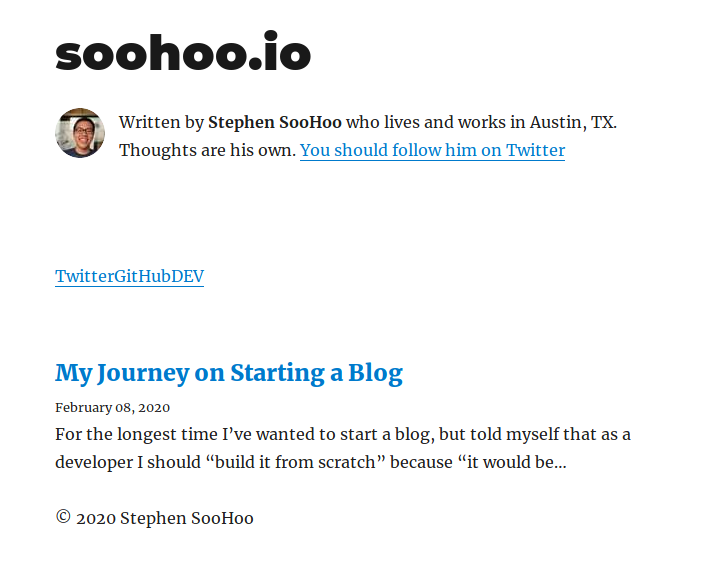 soohoo.io
Written by Stephen SooHoo who lives and works in Austin, TX.
Thoughts are his own. You should follow him on Twitter
TwitterGitHubDEV
My Journey on Starting a Blog
February 08, 2020
For the longest time I’ve wanted to start a blog, but told myself that as a
developer I should “build it from scratch” because “it would be...
© 2020 Stephen SooHoo